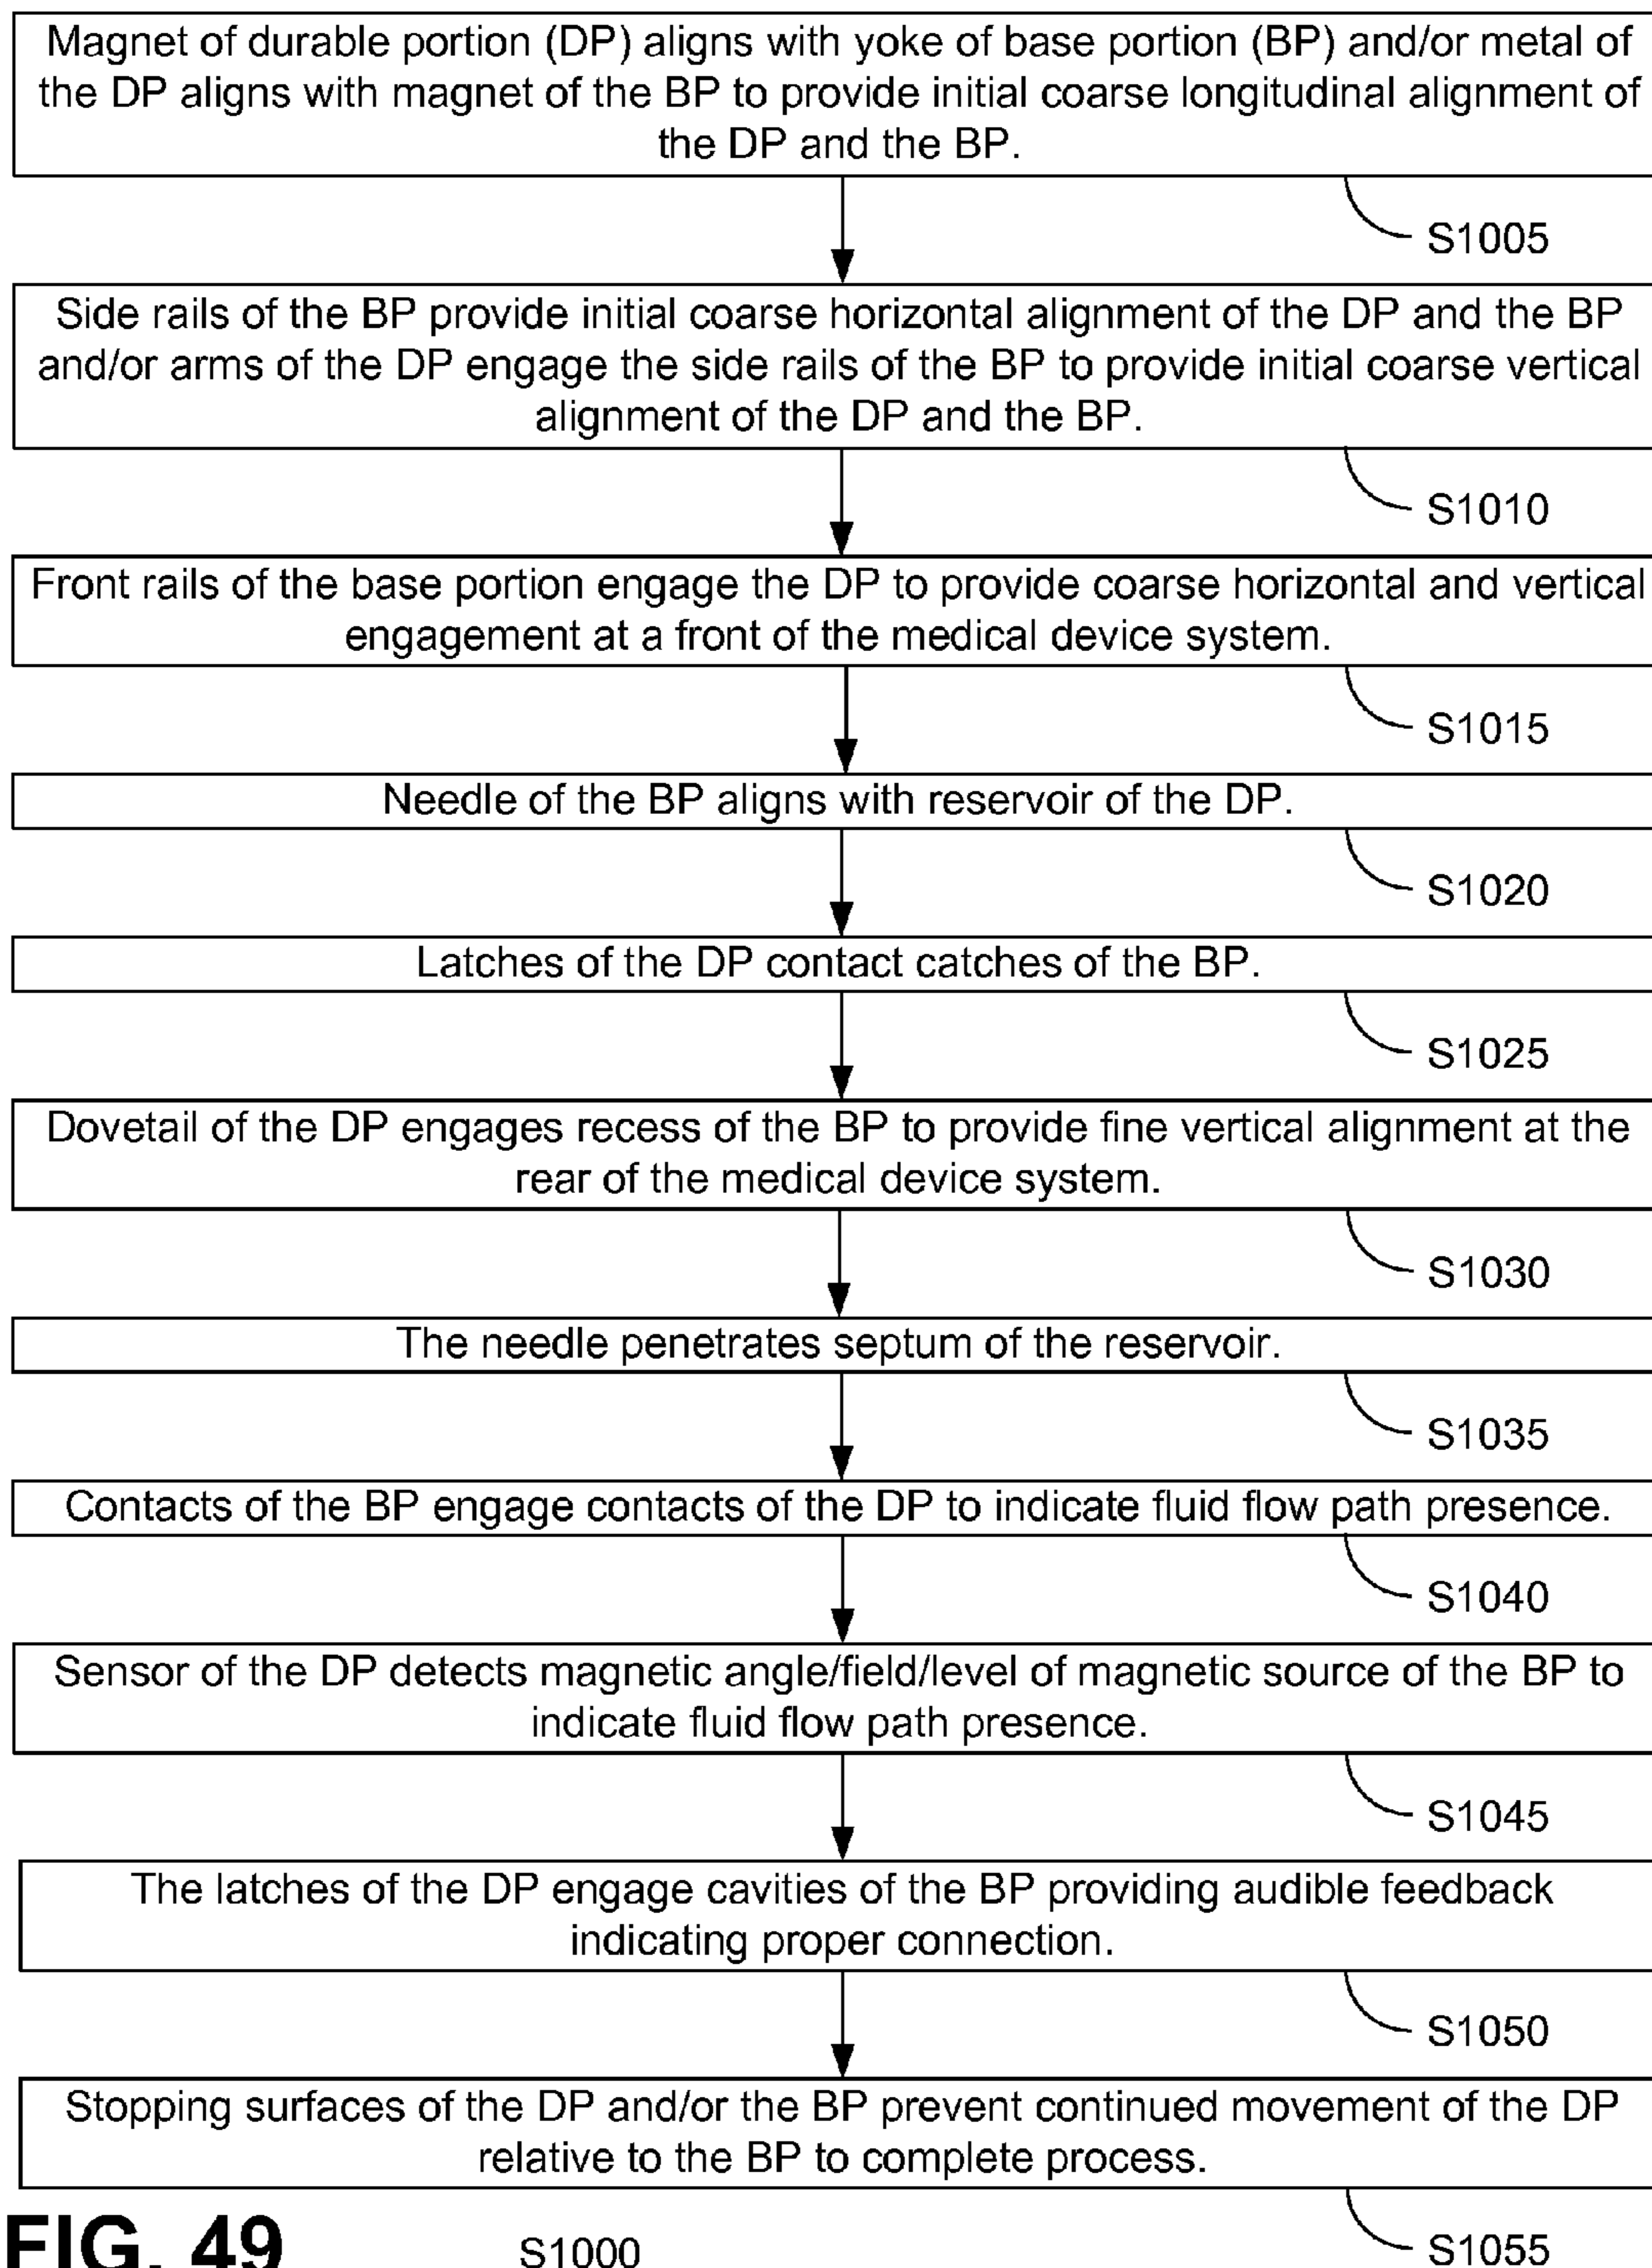 Magnet of durable portion (DP) aligns with yoke of base portion (BP) and/or metal of
the DP aligns with magnet of the BP to provide initial coarse longitudinal alignment of
the DP and the BP.
S1005
Side rails of the BP provide initial coarse horizontal alignment of the DP and the BP
and/or arms of the DP engage the side rails of the BP to provide initial coarse vertical
alignment of the DP and the BP.
S1010
Front rails of the base portion engage the DP to provide coarse horizontal and vertical
engagement at a front of the medical device system.
S1015
Needle of the BP aligns with reservoir of the DP.
S1020
Latches of the DP contact catches of the BP.
S1025
Dovetail of the DP engages recess of the BP to provide fine vertical alignment at the
rear of the medical device system.
S1030
The needle penetrates septum of the reservoir.
S1035
Contacts of the BP engage contacts of the DP to indicate fluid flow path presence.
S1040
Sensor of the DP detects magnetic angle/field/level of magnetic source of the BP to
indicate fluid flow path presence.
S1045
The latches of the DP engage cavities of the BP providing audible feedback
indicating proper connection.
S1050
Stopping surfaces of the DP and/or the BP prevent continued movement of the DP
relative to the BP to complete process.
S1055
FIG. 49
S1000